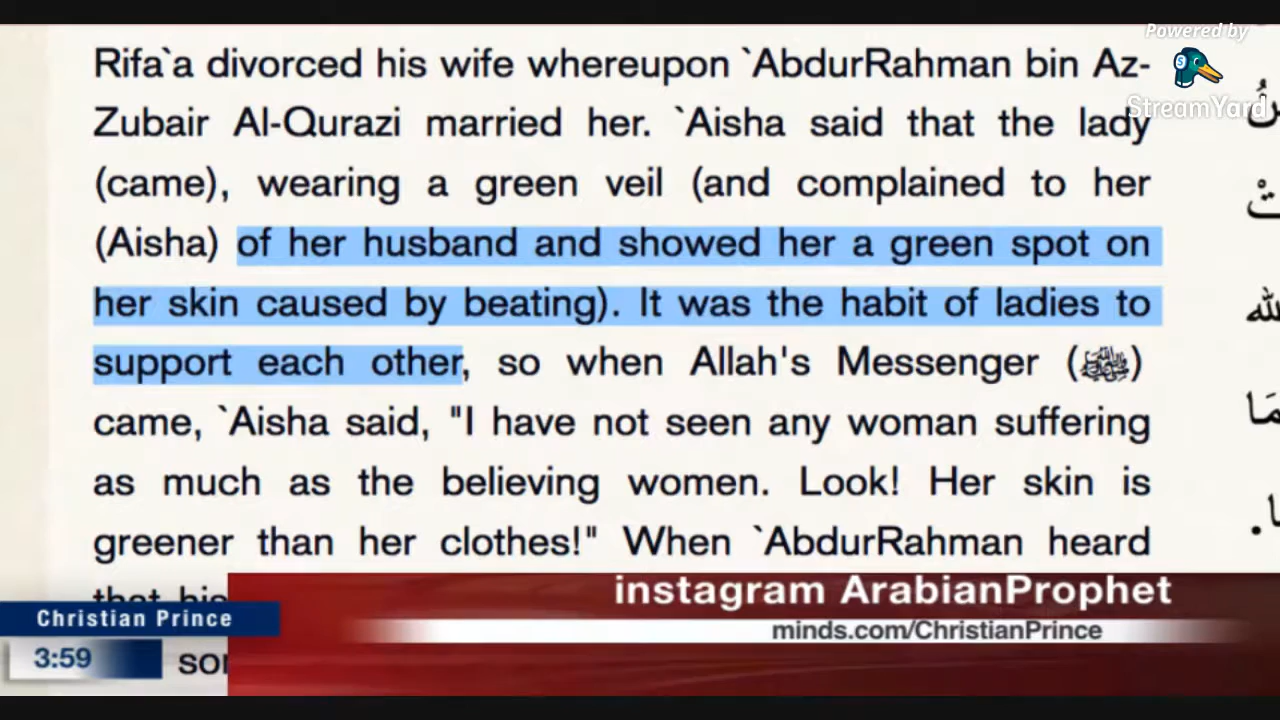 Powered by
StreamYard
Rifa`a divorced his wife whereupon `AbdurRahman bin Az-
Zubair Al-Qurazi married her. `Aisha said that the lady
(came), wearing a green veil (and complained to her
(Aisha) of her husband and showed her a green spot on
her skin caused by beating). It was the habit of ladies to
support each other, so when Allah's Messenger (ﷺ)
came, `Aisha said, "I have not seen any woman suffering
as much as the believing women. Look! Her skin is
greener than her clothes!" When `AbdurRahman heard
instagram ArabianProphet
Christian Prince
minds.com/ChristianPrince
3:59